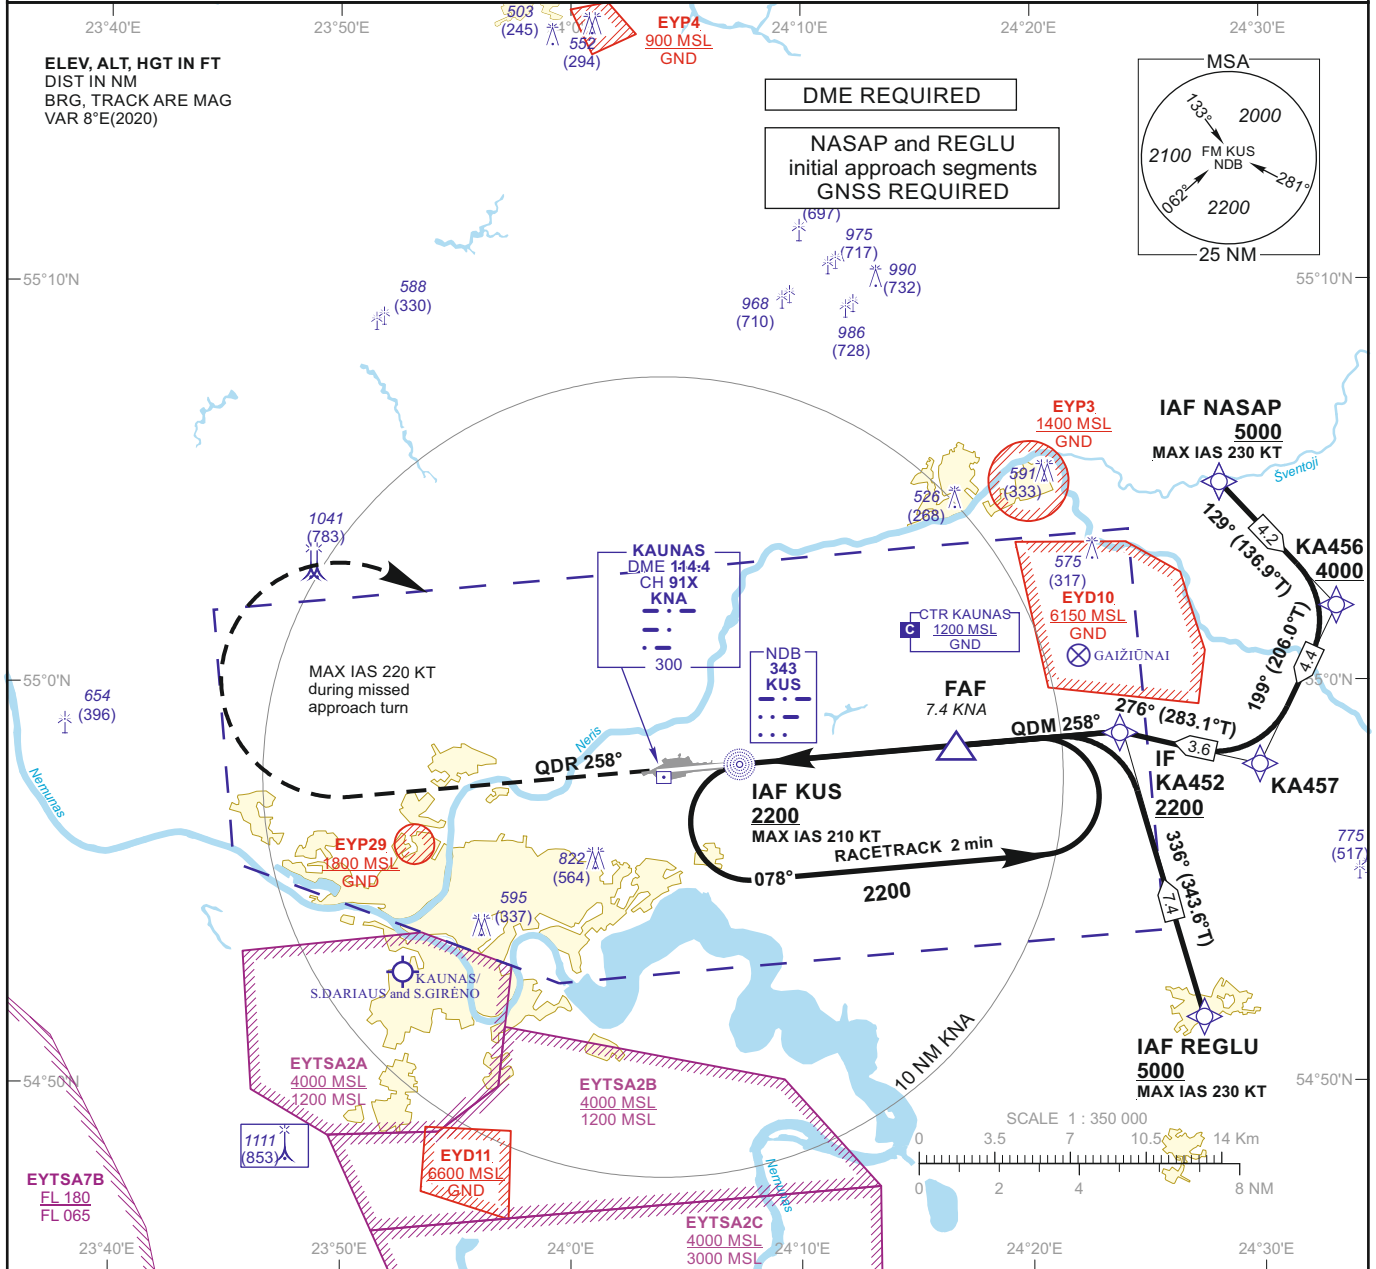 23°40'E
23°50'E
24°0'E
24°10'E
24°20'E
24°30'E
503
(245)
552
(294)
EYP4
900 MSL
GND
ELEV, ALT, HGT IN FT
DIST IN NM
BRG, TRACK ARE MAG
VAR 8°E(2020)
DME REQUIRED
NASAP and REGLU
initial approach segments
GNSS REQUIRED
MSA
133°
2000
2100
FM KUS
NDB
281°
062°
2200
25 NM
(697)
975
(717)
990
(732)
968
(710)
986
(728)
55°10'N
55°10'N
588
(330)
EYP3
1400 MSL
GND
591
(333)
526
(268)
IAF NASAP
5000
MAX IAS 230 KT
Šventoji
129° (136.9°T)
4.2
KA456
4000
1041
(783)
KAUNAS
DME 114.4
CH 91X
KNA
300
575
(317)
EYD10
6150 MSL
GND
GAIŽIŪNAI
C
CTR KAUNAS
1200 MSL
GND
199° (206.0°T)
4.4
NDB
343
KUS
MAX IAS 220 KT
during missed
approach turn
55°0'N
55°0'N
654
(396)
FAF
7.4 KNA
QDM 258°
276° (283.1°T)
3.6
IF
KA452
2200
KA457
Neris
QDR 258°
Nemunas
IAF KUS
2200
MAX IAS 210 KT
RACETRACK 2 min
078°
2200
336° (343.6°T)
7.4
775
(517)
EYP29
1800 MSL
GND
822
(564)
595
(337)
KAUNAS/
S.DARIAUS and S.GIRĖNO
10 NM KNA
IAF REGLU
5000
MAX IAS 230 KT
54°50'N
54°50'N
EYTSA2A
4000 MSL
1200 MSL
EYTSA2B
4000 MSL
1200 MSL
SCALE 1 : 350 000
0 3.5 7 10.5 14 Km
0 2 4 8 NM
1111
(853)
EYD11
6600 MSL
GND
Nemunas
EYTSA7B
FL 180
FL 065
EYTSA2C
4000 MSL
3000 MSL
23°40'E
23°50'E
24°0'E
24°10'E
24°20'E
24°30'E